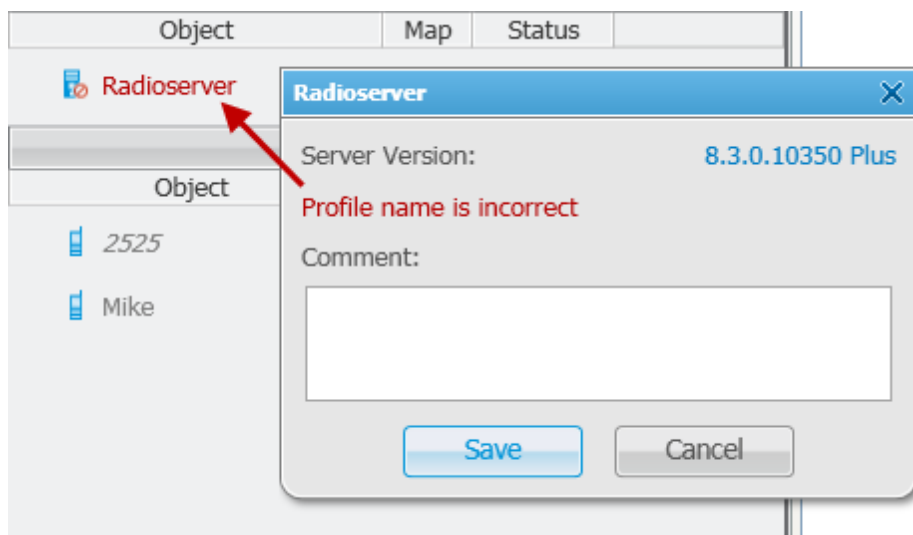 Object Map Status
Radioserver
Radioserver
Server Version: 8.3.0.10350 Plus
Profile name is incorrect
Comment:
Save Cancel
Object
2525
Mike